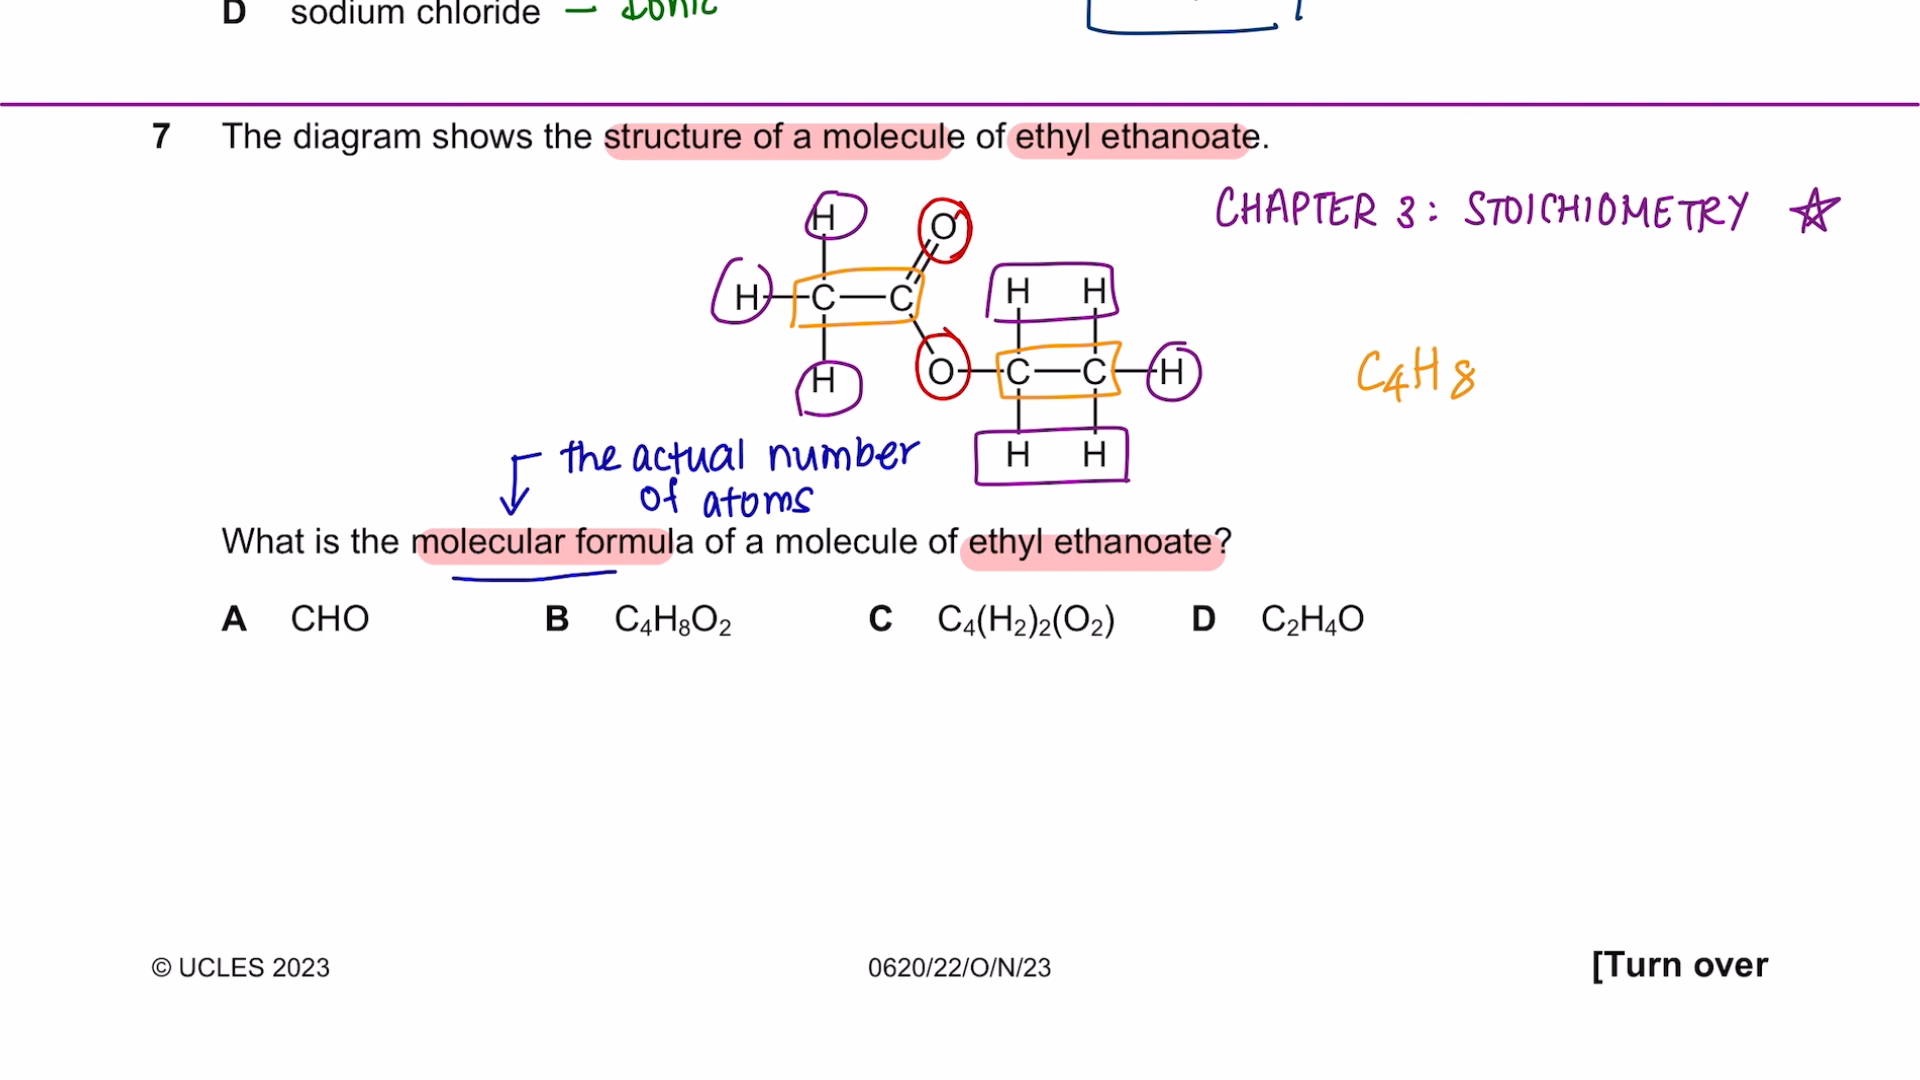 D sodium chloride – Ionic
7 The diagram shows the structure of a molecule of ethyl ethanoate.
CHAPTER 3: STOICHIOMETRY ☆
H O
H C C H H
H O C C H
C4H8
H H
the actual number
of atoms
What is the molecular formula of a molecule of ethyl ethanoate?
A CHO B C₄H₈O₂ C C₄(H₂)₂(O₂) D C₂H₄O
© UCLES 2023 0620/22/O/N/23 [Turn over